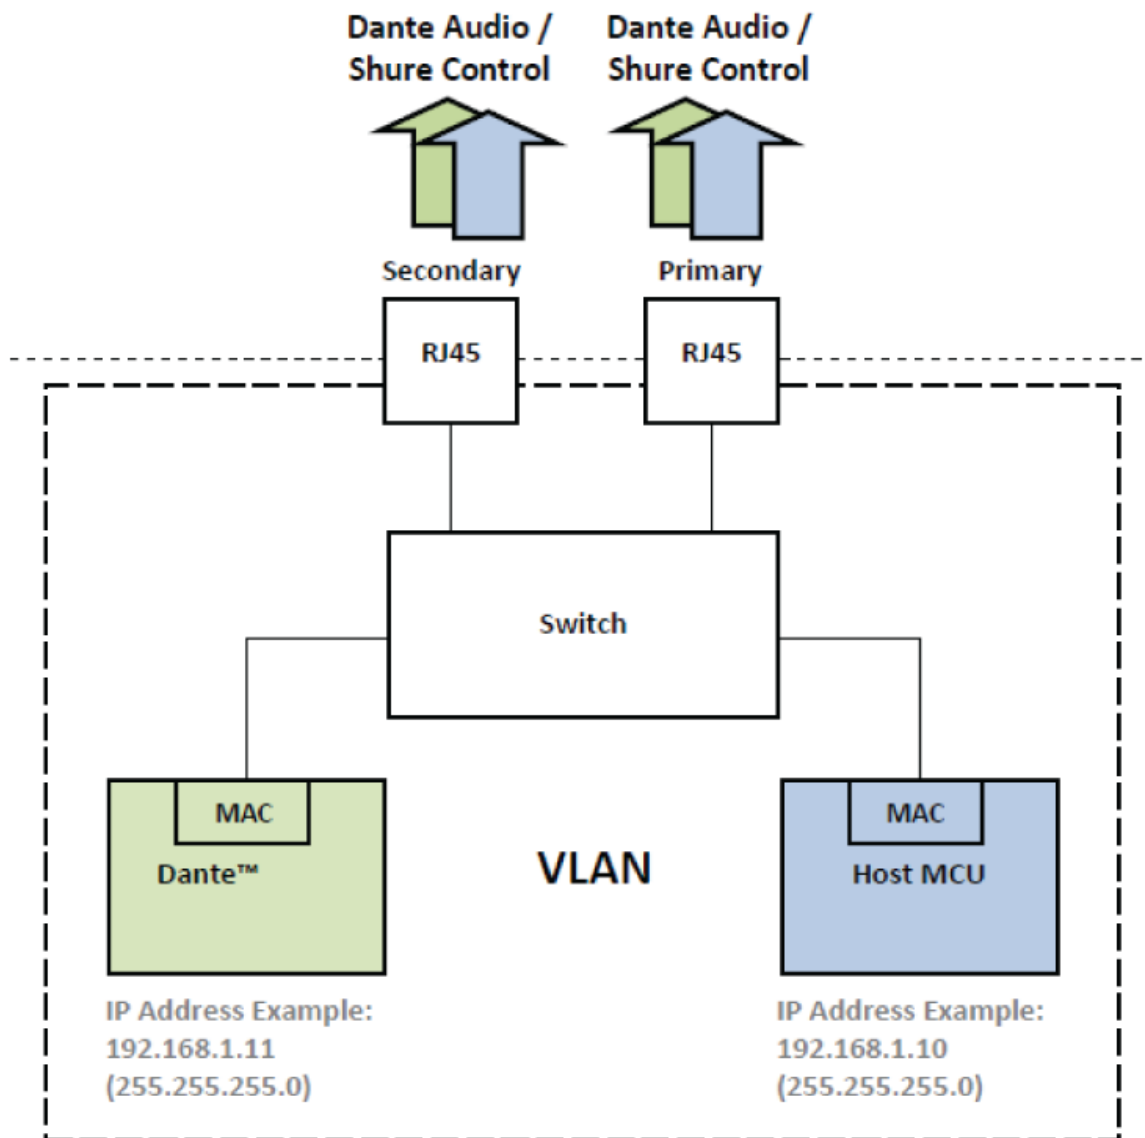 Dante Audio /
Shure Control
Dante Audio /
Shure Control
Secondary
Primary
RJ45
RJ45
Switch
MAC
Dante™
VLAN
MAC
Host MCU
IP Address Example:
192.168.1.11
(255.255.255.0)
IP Address Example:
192.168.1.10
(255.255.255.0)